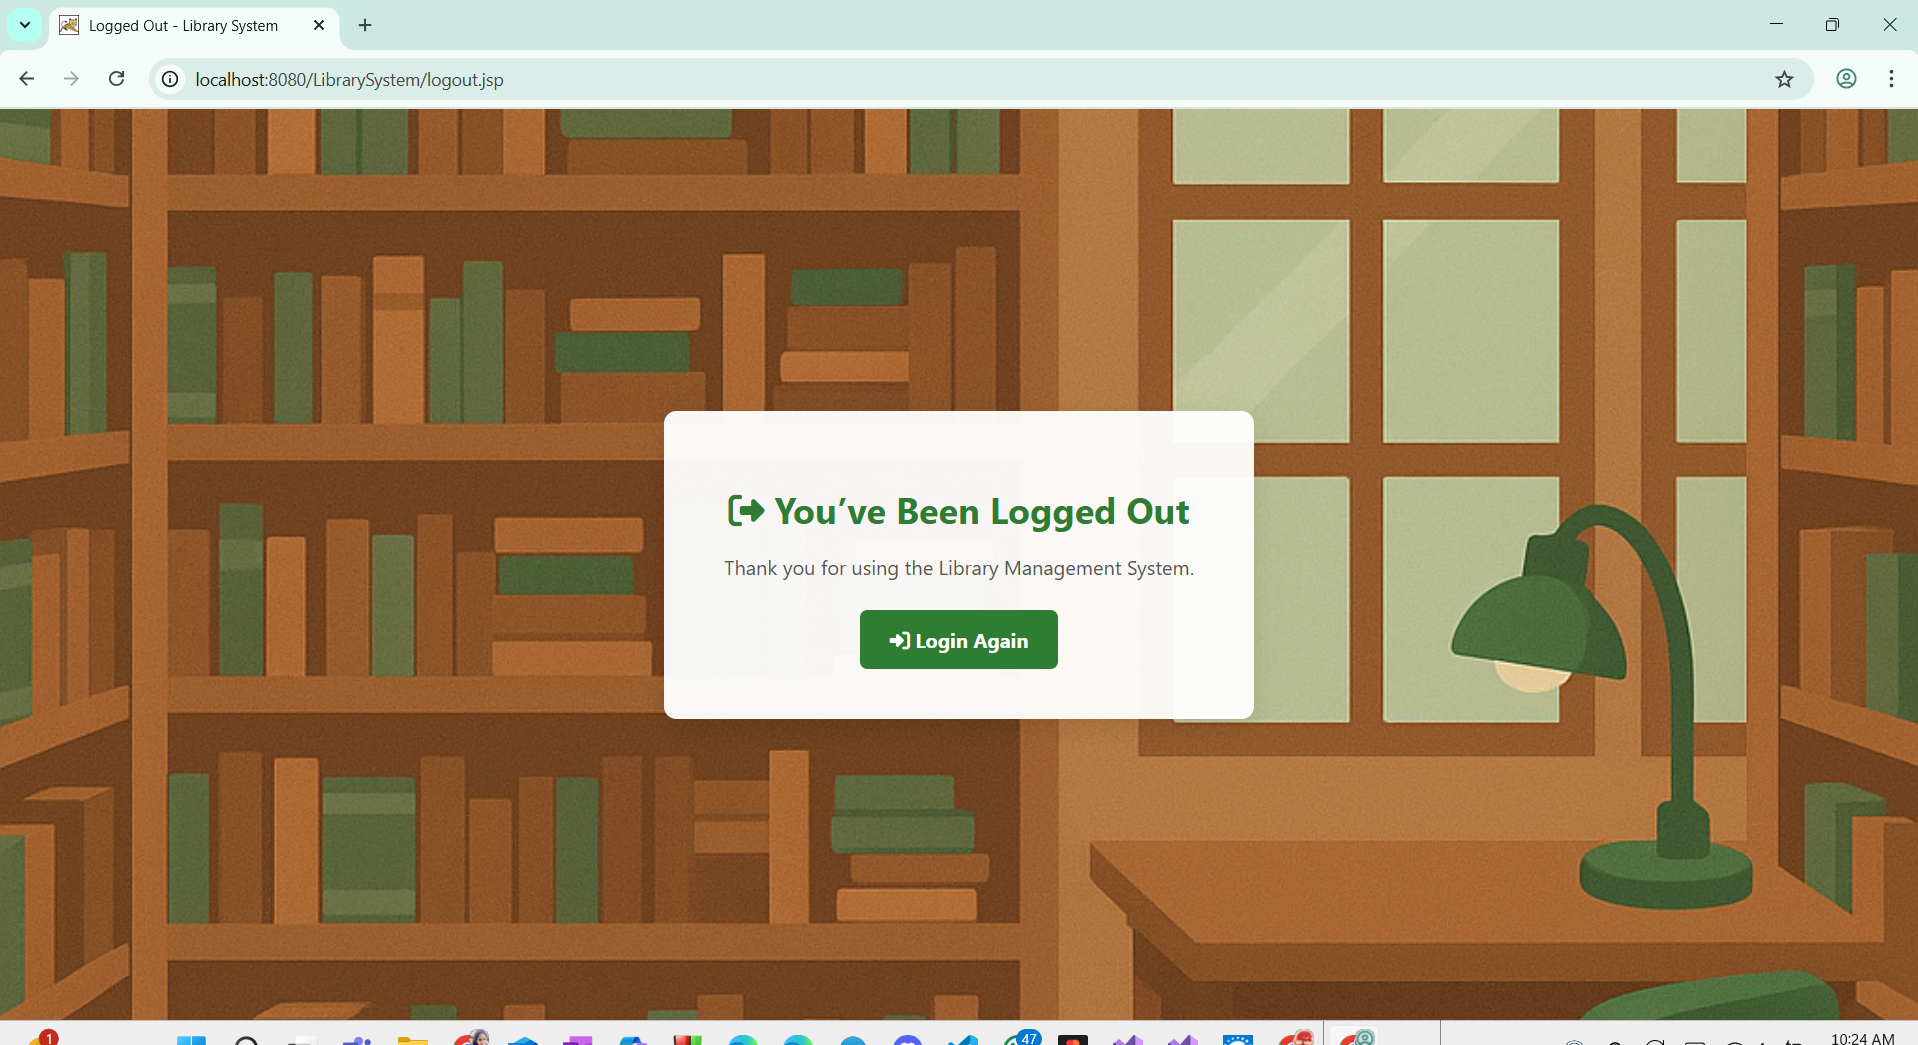 Logged Out - Library System
localhost:8080/LibrarySystem/logout.jsp
You’ve Been Logged Out
Thank you for using the Library Management System.
Login Again
1
47
10:24 AM